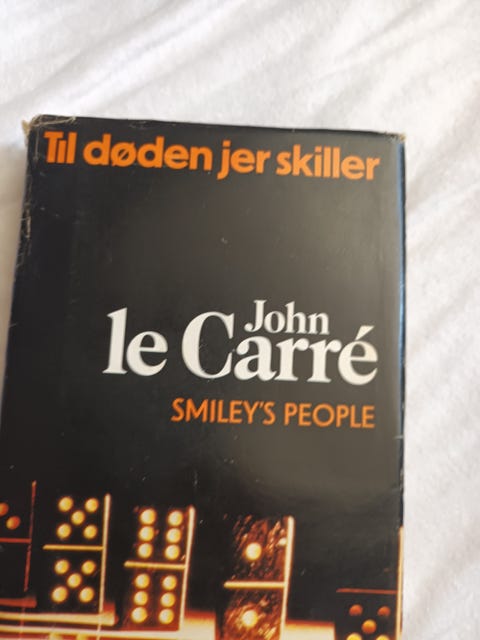 Til døden jer skiller
John
le Carré
SMILEY'S PEOPLE